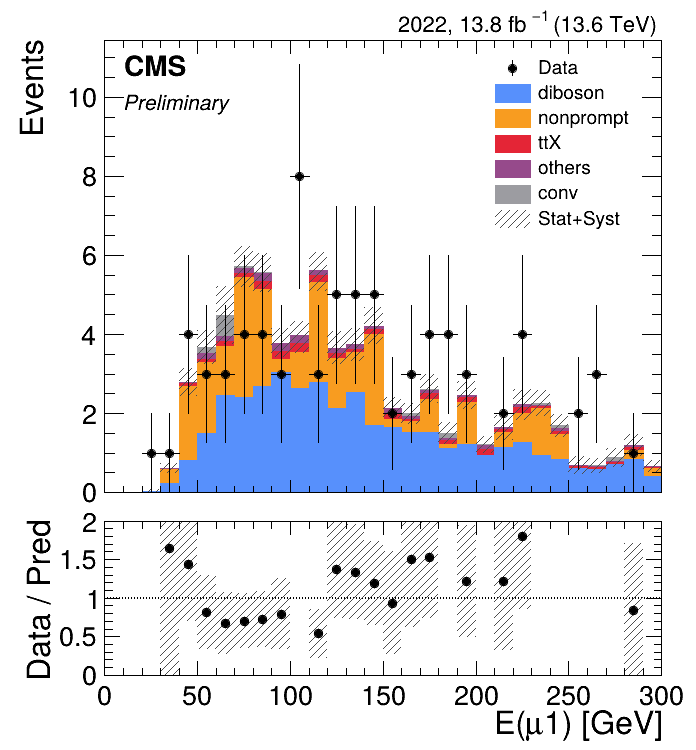 2022, 13.8 fb⁻¹ (13.6 TeV)
CMS
Preliminary
Events
Data
diboson
nonprompt
ttX
others
conv
Stat+Syst
10
8
6
4
2
0
Data / Pred
2
1.5
1
0.5
0
0 50 100 150 200 250 300
E(μ1) [GeV]